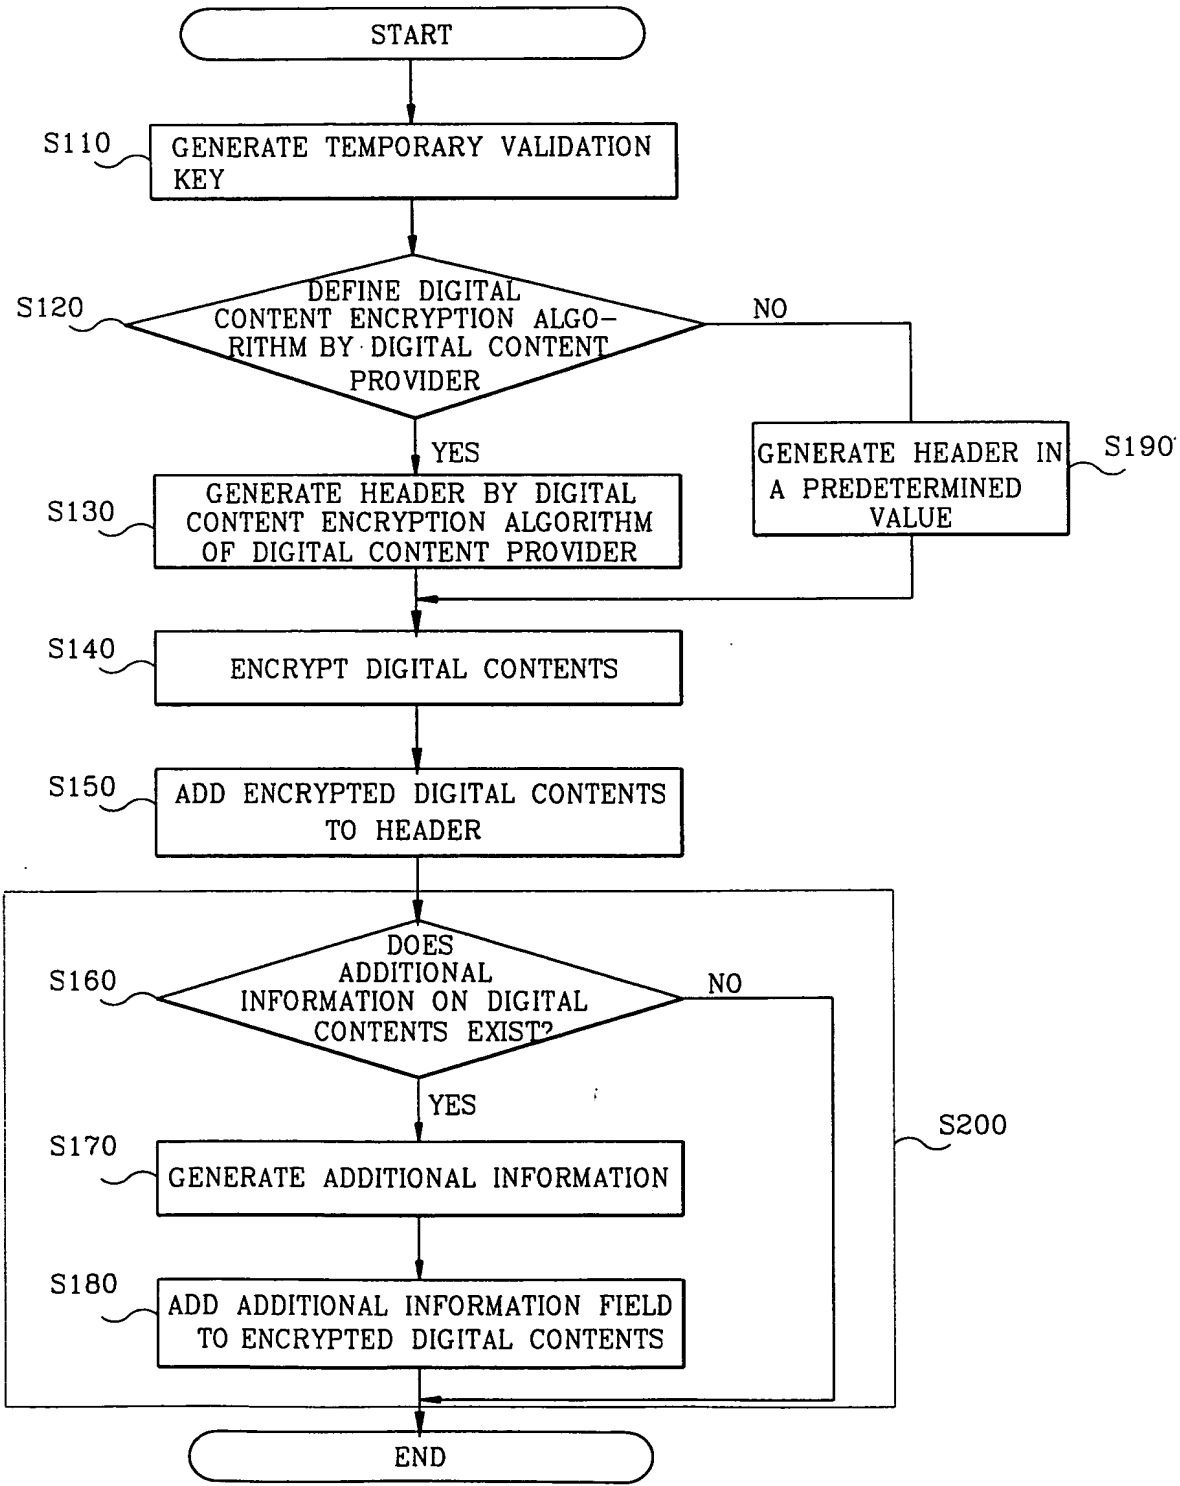 START
S110
GENERATE TEMPORARY VALIDATION
KEY
S120
DEFINE DIGITAL
CONTENT ENCRYPTION ALGO-
RITHM BY DIGITAL CONTENT
PROVIDER
NO
YES
S190
GENERATE HEADER IN
A PREDETERMINED
VALUE
S130
GENERATE HEADER BY DIGITAL
CONTENT ENCRYPTION ALGORITHM
OF DIGITAL CONTENT PROVIDER
S140
ENCRYPT DIGITAL CONTENTS
S150
ADD ENCRYPTED DIGITAL CONTENTS
TO HEADER
S160
DOES
ADDITIONAL
INFORMATION ON DIGITAL
CONTENTS EXIST?
NO
YES
S200
S170
GENERATE ADDITIONAL INFORMATION
S180
ADD ADDITIONAL INFORMATION FIELD
TO ENCRYPTED DIGITAL CONTENTS
END